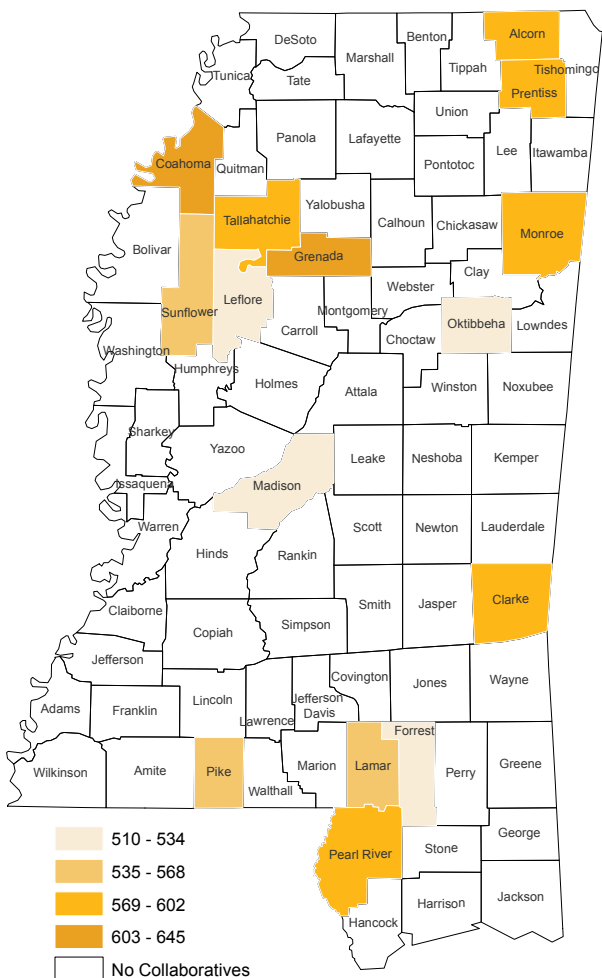 DeSoto
Benton
Alcorn
Marshall
Tippah
Tishomingo
Tunica
Tate
Prentiss
Union
Panola
Lafayette
Coahoma
Quitman
Pontotoc
Lee
Itawamba
Yalobusha
Tallahatchie
Calhoun
Chickasaw
Monroe
Bolivar
Grenada
Clay
Webster
Leflore
Sunflower
Montgomery
Carroll
Choctaw
Oktibbeha
Lowndes
Washington
Humphreys
Holmes
Attala
Winston
Noxubee
Sharkey
Yazoo
Leake
Neshoba
Kemper
Issaquena
Madison
Warren
Scott
Newton
Lauderdale
Hinds
Rankin
Claiborne
Smith
Jasper
Clarke
Copiah
Simpson
Jefferson
Covington
Jones
Wayne
Adams
Franklin
Lincoln
Lawrence
Jefferson
Davis
Forrest
Wilkinson
Amite
Pike
Walthall
Marion
Lamar
Perry
Greene
George
Pearl River
Stone
Hancock
Harrison
Jackson
510 - 534
535 - 568
569 - 602
603 - 645
No Collaboratives